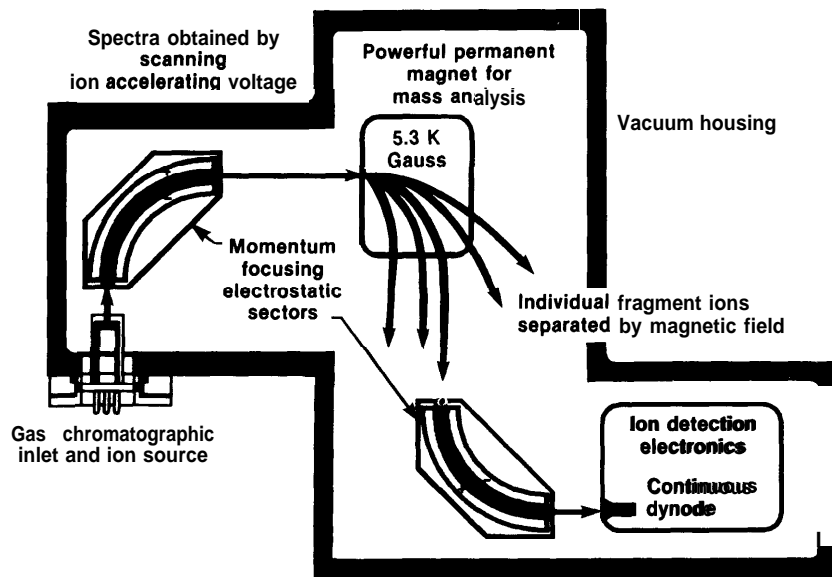 Spectra obtained by
scanning
ion accelerating voltage
Powerful permanent
magnet for
mass analysis
5.3 K
Gauss
Vacuum housing
Momentum
focusing
electrostatic
sectors
Individual fragment ions
separated by magnetic field
Gas chromatographic
inlet and ion source
Ion detection
electronics
Continuous
dynode